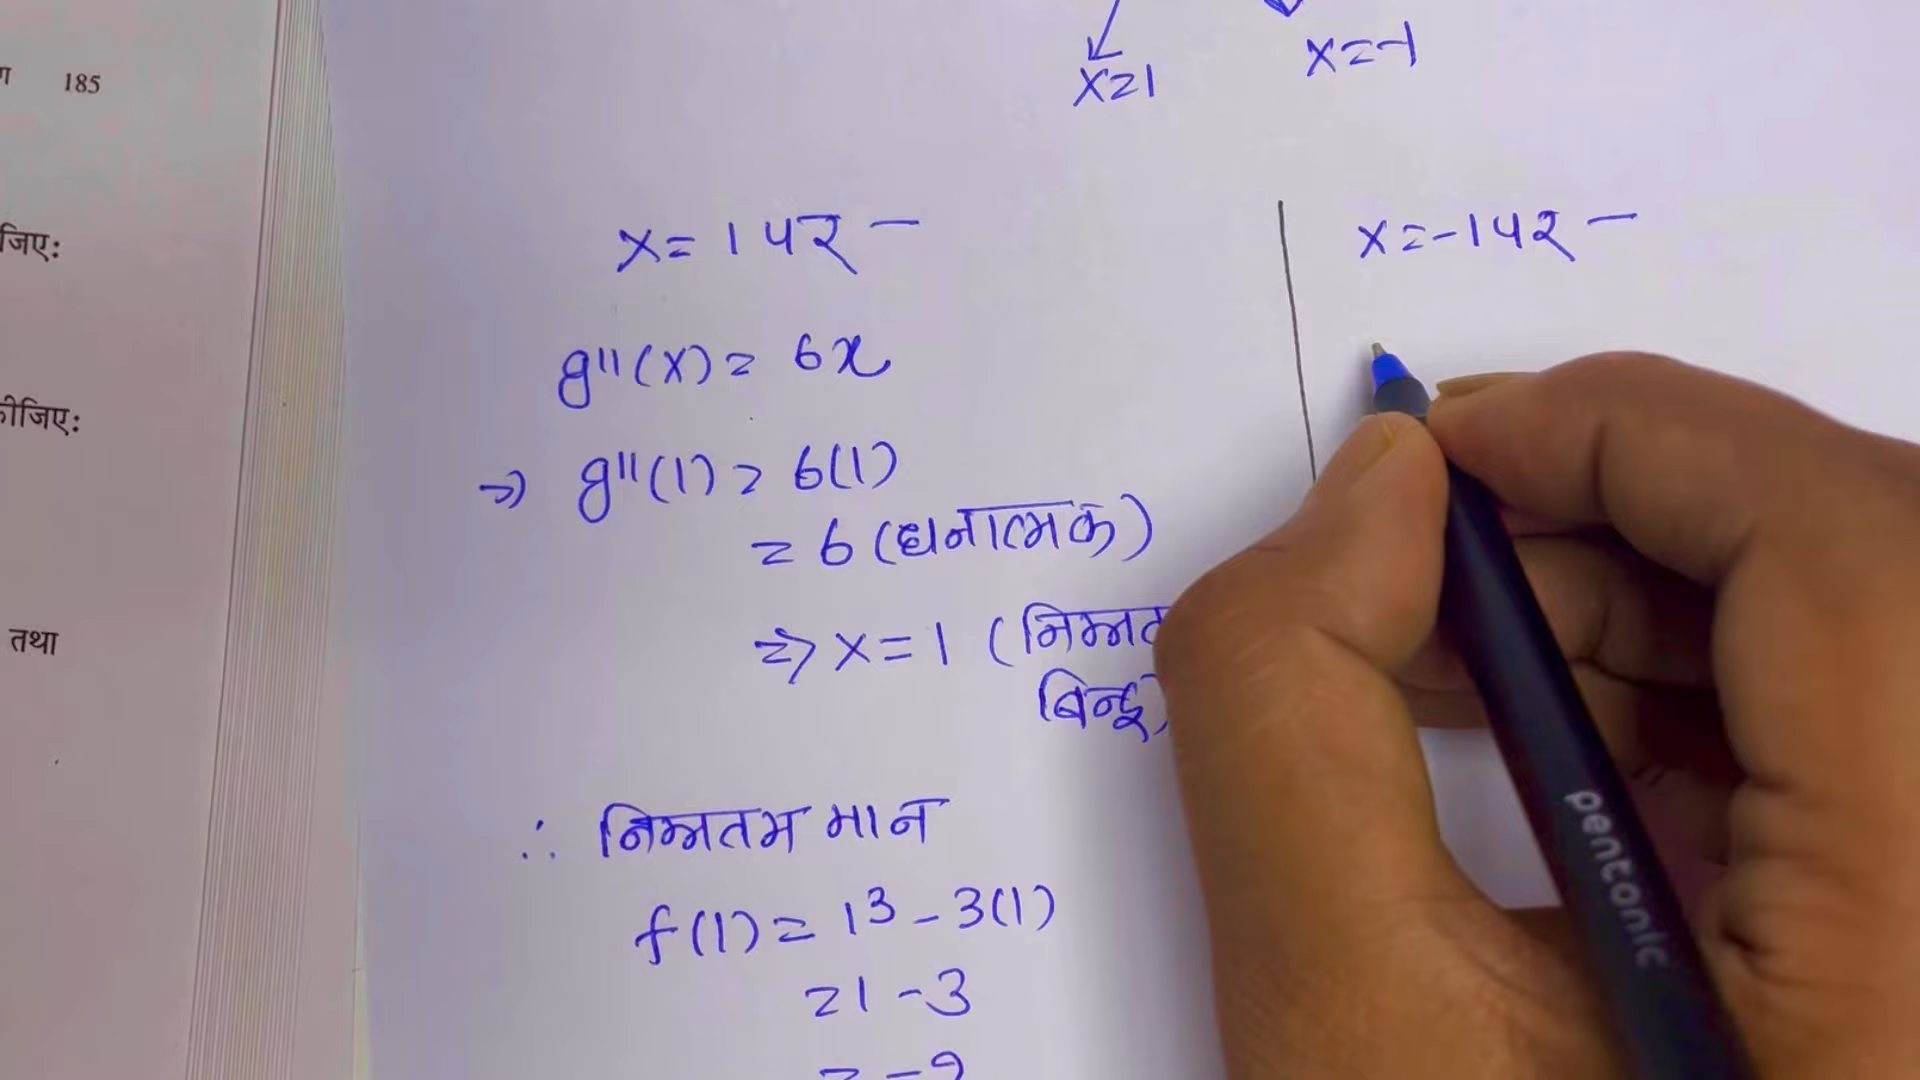 185
जिए:
कीजिए:
तथा
x=1
x=-1
x=1 पर -
g''(x) = 6x
⇒ g''(1) = 6(1)
= 6 (धनात्मक)
⇒ x=1 (निम्नत
बिन्दु)
∴ निम्नतम मान
f(1) = 1³ - 3(1)
=1-3
= -2
x=-1 पर -
pentonic